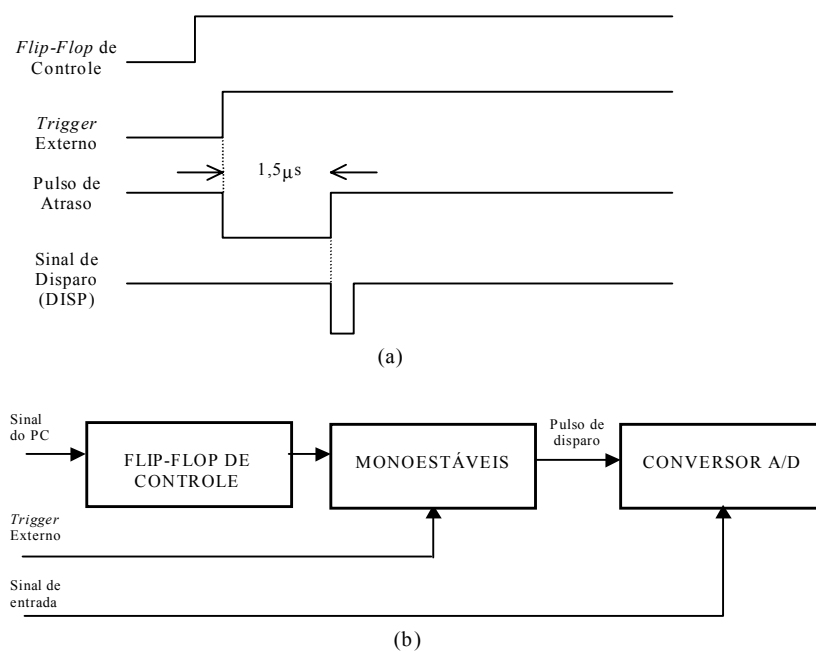 Flip-Flop de
Controle
Trigger
Externo
1,5μs
Pulso de
Atraso
Sinal de
Disparo
(DISP)
(a)
Sinal
do PC
FLIP-FLOP DE
CONTROLE
MONOESTÁVEIS
Pulso de
disparo
CONVERSOR A/D
Trigger
Externo
Sinal de
entrada
(b)